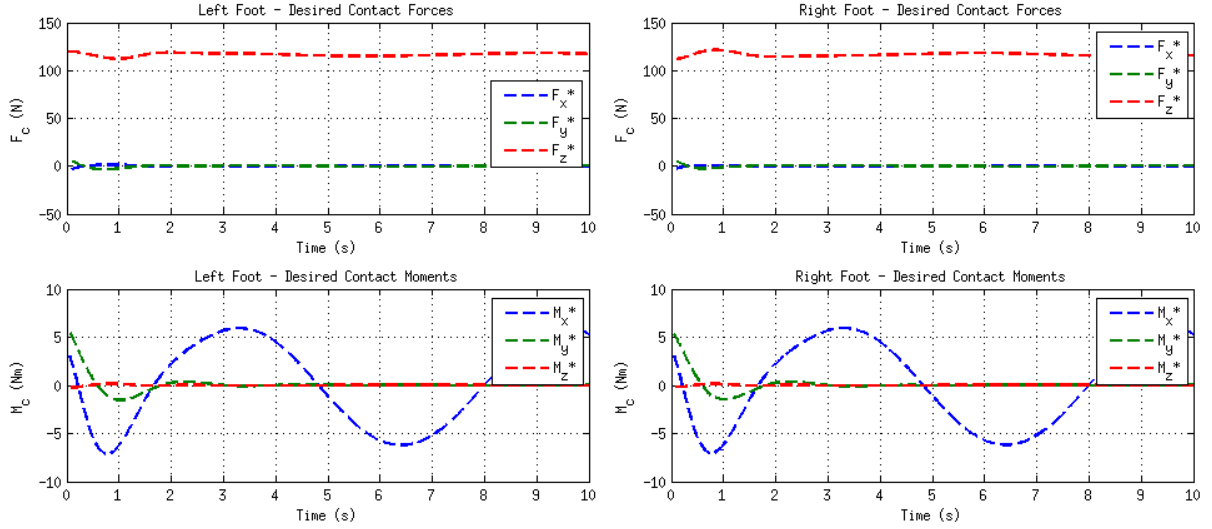 Left Foot - Desired Contact Forces
150
100
50
0
-50
F_c (N)
F_x*
F_y*
F_z*
0 1 2 3 4 5 6 7 8 9 10
Time (s)
Right Foot - Desired Contact Forces
150
100
50
0
-50
F_c (N)
F_x*
F_y*
F_z*
0 1 2 3 4 5 6 7 8 9 10
Time (s)
Left Foot - Desired Contact Moments
10
5
0
-5
-10
M_c (Nm)
M_x*
M_y*
M_z*
0 1 2 3 4 5 6 7 8 9 10
Time (s)
Right Foot - Desired Contact Moments
10
5
0
-5
-10
M_c (Nm)
M_x*
M_y*
M_z*
0 1 2 3 4 5 6 7 8 9 10
Time (s)